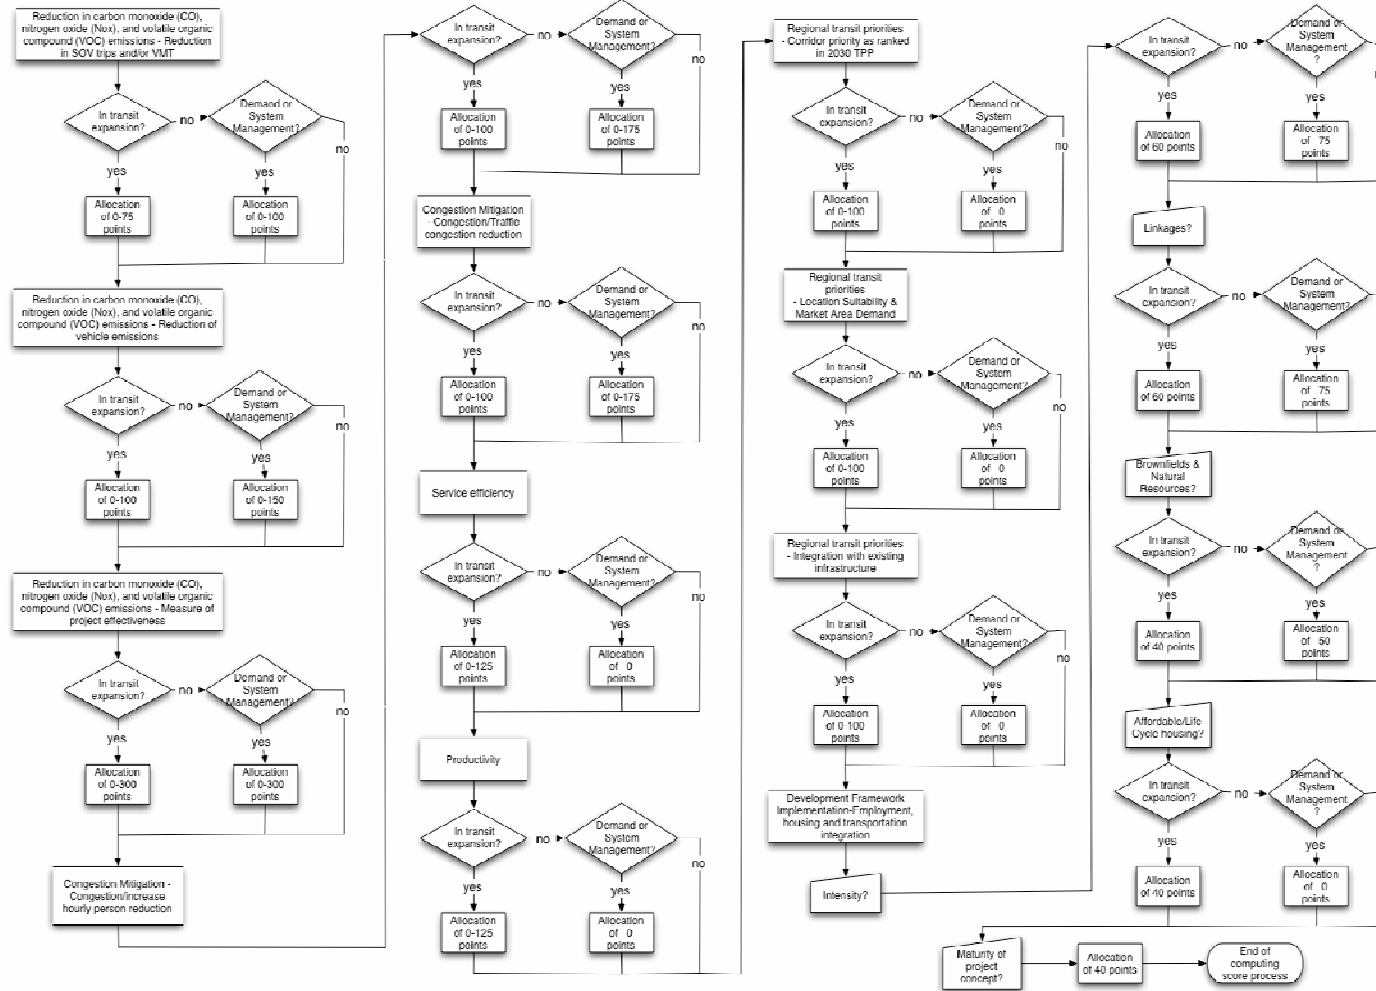 Reduction in carbon monoxide (CO),
nitrogen oxide (Nox), and volatile organic
compound (VOC) emissions - Reduction
in SOV trips and/or VMT
In transit
expansion?
no
Demand or
System
Management?
no
yes
yes
Allocation
of 0-75
points
Allocation
of 0-100
points
Reduction in carbon monoxide (CO),
nitrogen oxide (Nox), and volatile organic
compound (VOC) emissions - Reduction of
vehicle emissions
In transit
expansion?
no
Demand or
System
Management?
no
yes
yes
Allocation
of 0-100
points
Allocation
of 0-150
points
Reduction in carbon monoxide (CO),
nitrogen oxide (Nox), and volatile organic
compound (VOC) emissions - Measure of
project effectiveness
In transit
expansion?
no
Demand or
System
Management?
no
yes
yes
Allocation
of 0-300
points
Allocation
of 0-300
points
Congestion Mitigation -
Congestion/increase
hourly person reduction
In transit
expansion?
no
Demand or
System
Management?
no
yes
yes
Allocation
of 0-100
points
Allocation
of 0-175
points
Congestion Mitigation
- Congestion/Traffic
congestion reduction
In transit
expansion?
no
Demand or
System
Management?
no
yes
yes
Allocation
of 0-100
points
Allocation
of 0-175
points
Service efficiency
In transit
expansion?
no
Demand or
System
Management?
no
yes
yes
Allocation
of 0-125
points
Allocation
of 0
points
Productivity
In transit
expansion?
no
Demand or
System
Management?
no
yes
yes
Allocation
of 0-125
points
Allocation
of 0
points
Regional transit priorities
- Corridor priority as ranked
in 2030 TPP
In transit
expansion?
no
Demand or
System
Management?
no
yes
yes
Allocation
of 0-100
points
Allocation
of 0
points
Regional transit
priorities
- Location Suitability &
Market Area Demand
In transit
expansion?
no
Demand or
System
Management?
no
yes
yes
Allocation
of 0-100
points
Allocation
of 0
points
Regional transit priorities
- Integration with existing
infrastructure
In transit
expansion?
no
Demand or
System
Management?
no
yes
yes
Allocation
of 0-100
points
Allocation
of 0
points
Development Framework
Implementation-Employment,
housing and transportation
integration
Intensity?
In transit
expansion?
no
Demand or
System
Management
?
yes
yes
Allocation
of 60 points
Allocation
of 75
points
Linkages?
In transit
expansion?
no
Demand or
System
Management?
yes
yes
Allocation
of 60 points
Allocation
of 75
points
Brownfields &
Natural
Resources?
In transit
expansion?
no
Demand or
System
Management
?
yes
yes
Allocation
of 40 points
Allocation
of 50
points
Affordable/Life
Cycle housing?
In transit
expansion?
no
Demand or
System
Management
?
yes
yes
Allocation
of 40 points
Allocation
of 0
points
Maturity of
project
concept?
Allocation
of 40 points
End of
computing
score process